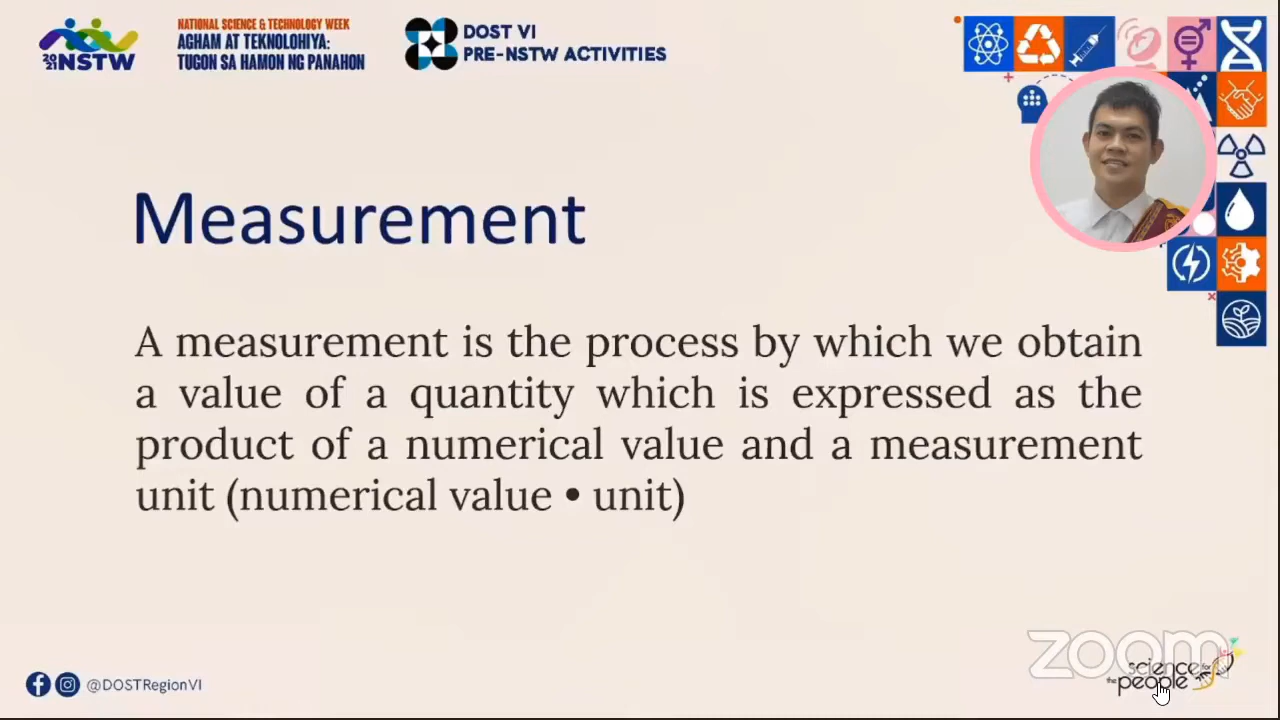 2021 NSTW
NATIONAL SCIENCE & TECHNOLOGY WEEK
AGHAM AT TEKNOLOHIYA:
TUGON SA HAMON NG PANAHON
DOST VI
PRE-NSTW ACTIVITIES
Measurement
A measurement is the process by which we obtain
a value of a quantity which is expressed as the
product of a numerical value and a measurement
unit (numerical value • unit)
zoom
science for
the people
@DOSTRegionVI